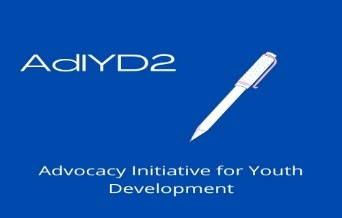 AdIYD2
Advocacy Initiative for Youth
Development